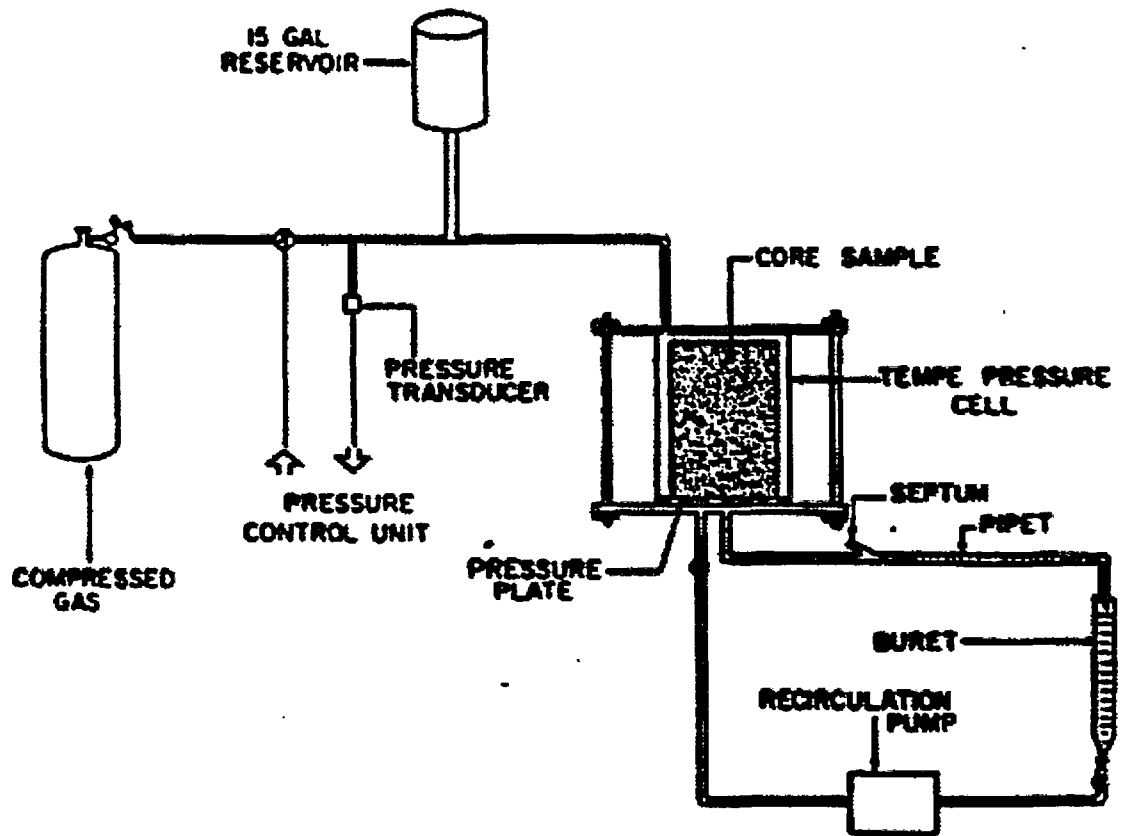 15 GAL
RESERVOIR
CORE SAMPLE
PRESSURE
TRANSDUCER
TEMPE PRESSURE
CELL
SEPTUM
PIPET
PRESSURE
CONTROL UNIT
COMPRESSED
GAS
PRESSURE
PLATE
BURET
RECIRCULATION
PUMP